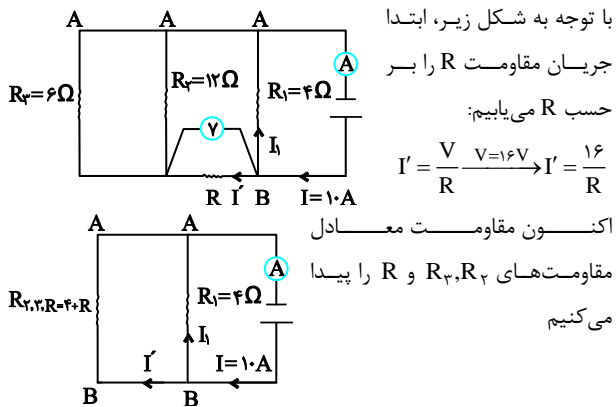 با توجه به شکل زیر، ابتدا
جریان مقاومت R را بر
حسب R می‌یابیم:
I′ = V/R —V=۱۶V→ I′ = ۱۶/R
اکنون مقاومت معادل
مقاومت‌های R۳,R۲ و R را پیدا
می‌کنیم
A A A
R۳=۶Ω R۲=۱۲Ω R۱=۴Ω A
V
I۱
R I′ B I=۱۰A
A A
A
R۲,۳,R=۴+R R۱=۴Ω
I۱
I′ I=۱۰A
B B